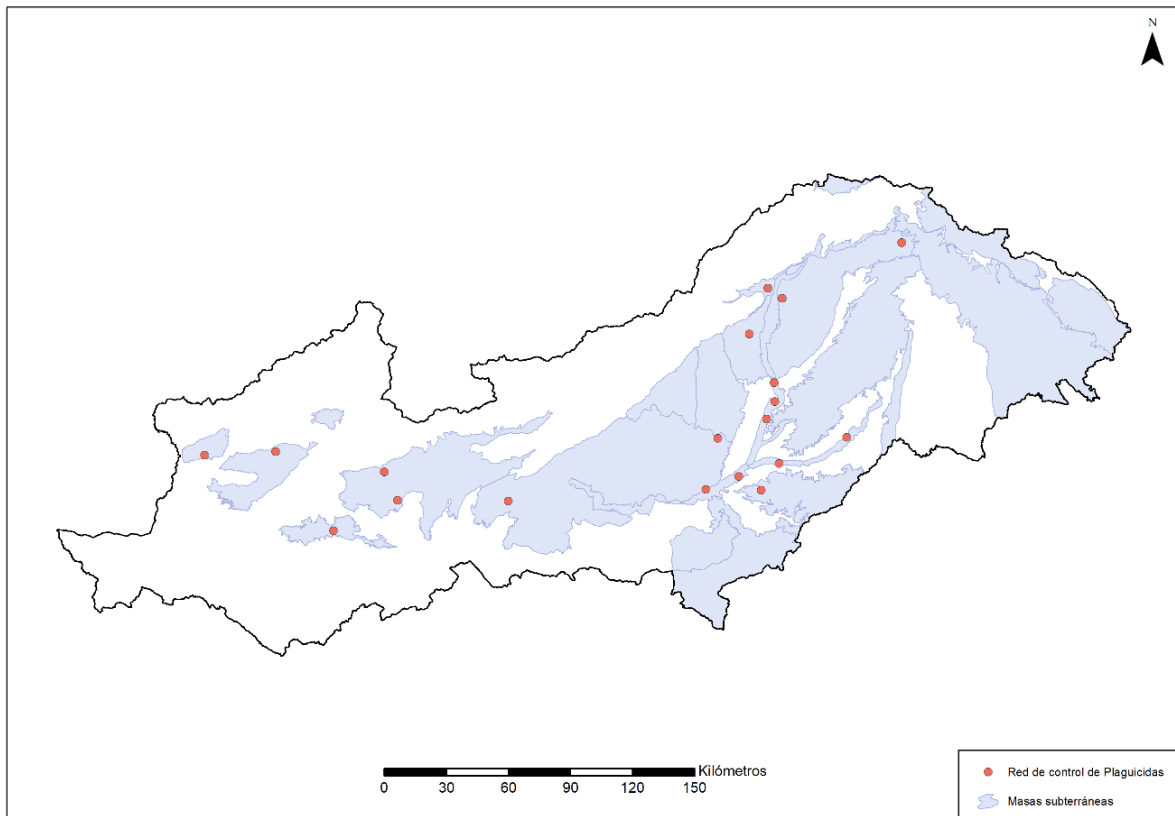 N
Kilómetros
0 30 60 90 120 150
Red de control de Plaguicidas
Masas subterráneas